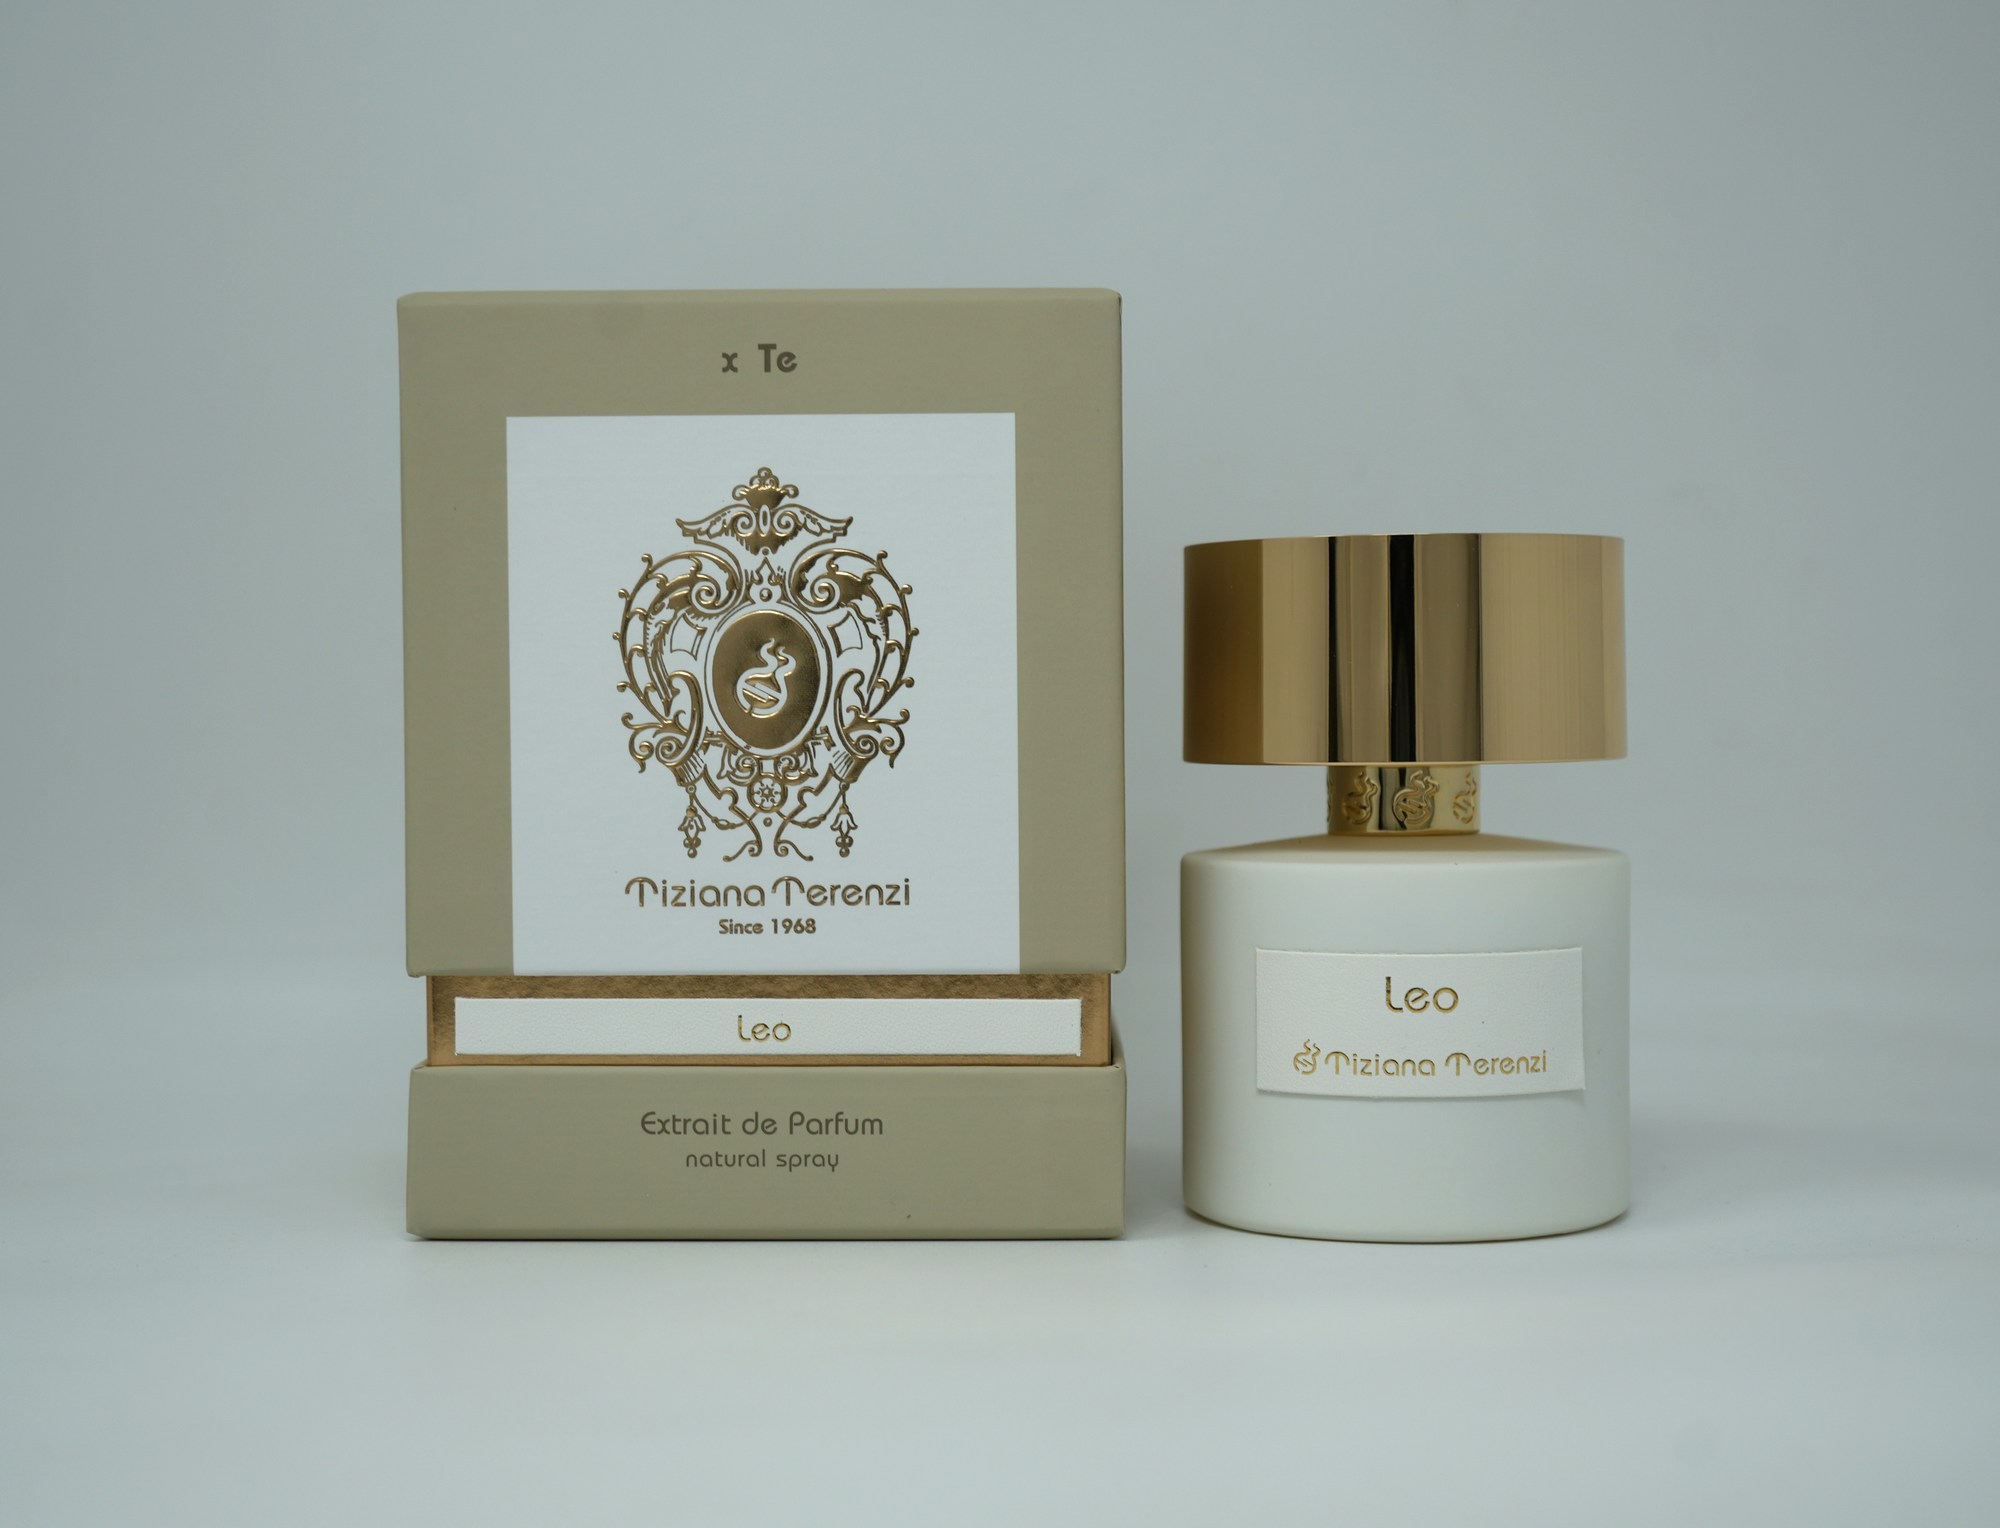 x Te
Tiziana Terenzi
Since 1968
Leo
Extrait de Parfum
natural spray
Leo
Tiziana Terenzi